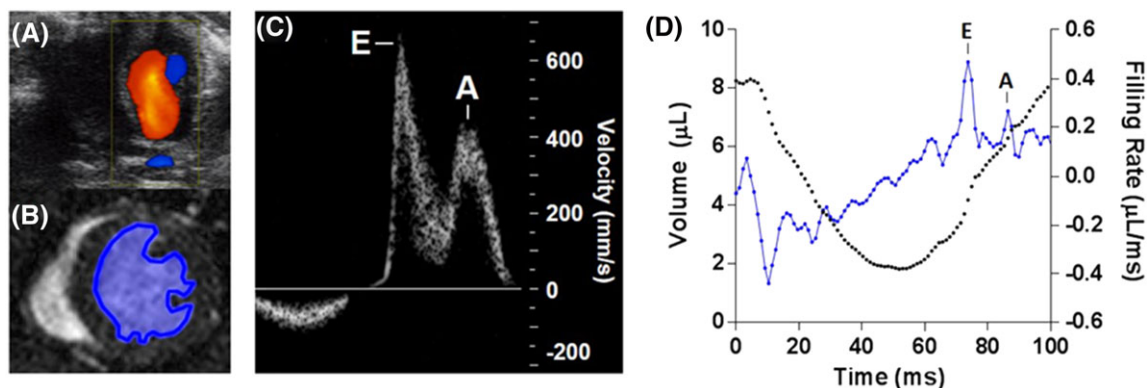 (A)
(B)
(C)
E
A
600
400
200
0
-200
Velocity (mm/s)
(D)
E
A
10
8
6
4
2
0
Volume (μL)
0.6
0.4
0.2
0.0
-0.2
-0.4
-0.6
Filling Rate (μL/ms)
0 20 40 60 80 100
Time (ms)